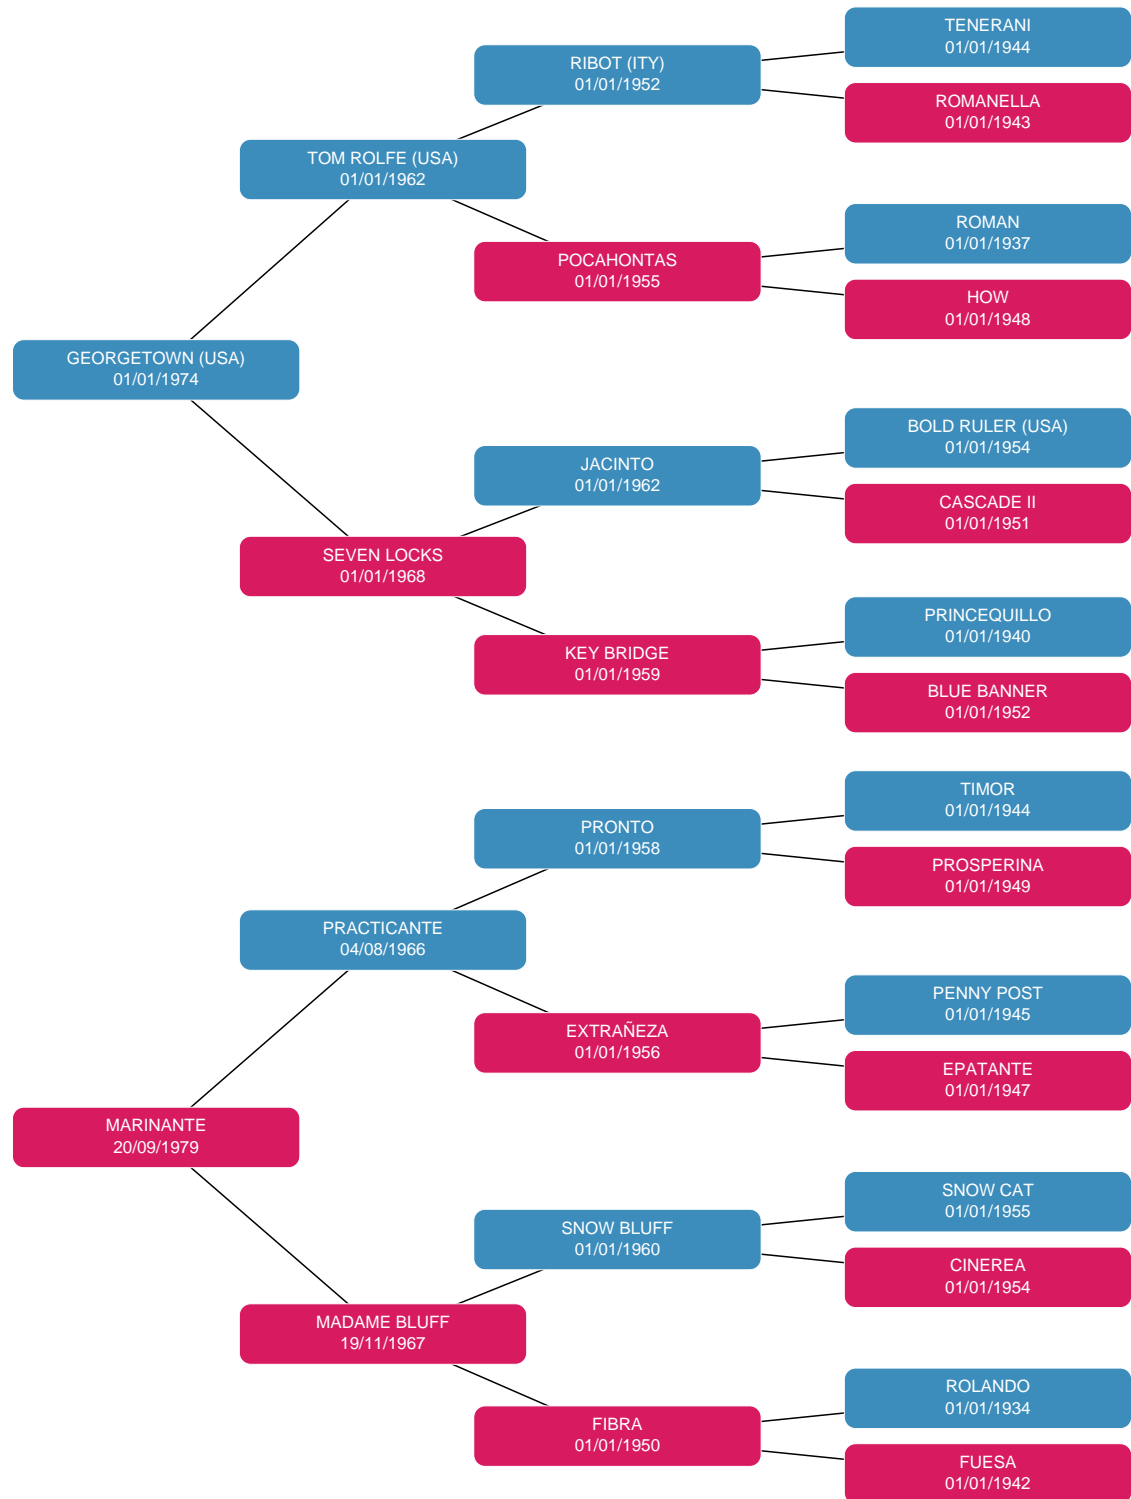 TENERANI
01/01/1944
RIBOT (ITY)
01/01/1952
ROMANELLA
01/01/1943
TOM ROLFE (USA)
01/01/1962
ROMAN
01/01/1937
POCAHONTAS
01/01/1955
HOW
01/01/1948
GEORGETOWN (USA)
01/01/1974
BOLD RULER (USA)
01/01/1954
JACINTO
01/01/1962
CASCADE II
01/01/1951
SEVEN LOCKS
01/01/1968
PRINCEQUILLO
01/01/1940
KEY BRIDGE
01/01/1959
BLUE BANNER
01/01/1952
TIMOR
01/01/1944
PRONTO
01/01/1958
PROSPERINA
01/01/1949
PRACTICANTE
04/08/1966
PENNY POST
01/01/1945
EXTRAÑEZA
01/01/1956
EPATANTE
01/01/1947
MARINANTE
20/09/1979
SNOW CAT
01/01/1955
SNOW BLUFF
01/01/1960
CINEREA
01/01/1954
MADAME BLUFF
19/11/1967
ROLANDO
01/01/1934
FIBRA
01/01/1950
FUESA
01/01/1942